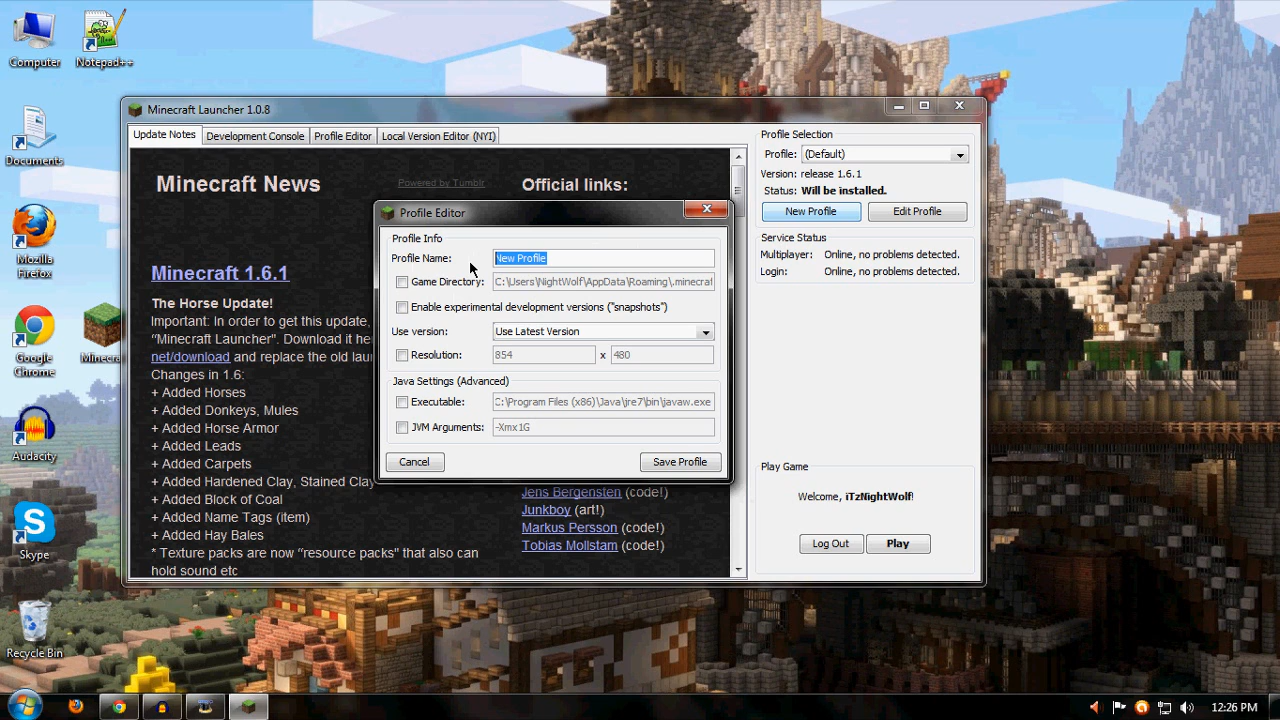 Computer
Notepad++
Documents
Mozilla
Firefox
Google
Chrome
Minecra
Audacity
Skype
Recycle Bin
Minecraft Launcher 1.0.8
Update Notes
Development Console
Profile Editor
Local Version Editor (NYI)
Minecraft News
Powered by Tumblr
Official links:
Minecraft 1.6.1
The Horse Update!
Important: In order to get this update,
"Minecraft Launcher". Download it he
net/download and replace the old lau
Changes in 1.6:
+ Added Horses
+ Added Donkeys, Mules
+ Added Horse Armor
+ Added Leads
+ Added Carpets
+ Added Hardened Clay, Stained Clay
+ Added Block of Coal
+ Added Name Tags (item)
+ Added Hay Bales
* Texture packs are now "resource packs" that also can
hold sound etc
Jens Bergensten (code!)
Junkboy (art!)
Markus Persson (code!)
Tobias Mollstam (code!)
Profile Editor
Profile Info
Profile Name: New Profile
Game Directory: C:\Users\NightWolf\AppData\Roaming\.minecraf
Enable experimental development versions ("snapshots")
Use version: Use Latest Version
Resolution: 854 x 480
Java Settings (Advanced)
Executable: C:\Program Files (x86)\Java\jre7\bin\javaw.exe
JVM Arguments: -Xmx1G
Cancel
Save Profile
Profile Selection
Profile: (Default)
Version: release 1.6.1
Status: Will be installed.
New Profile
Edit Profile
Service Status
Multiplayer: Online, no problems detected.
Login: Online, no problems detected.
Play Game
Welcome, iTzNightWolf!
Log Out
Play
12:26 PM